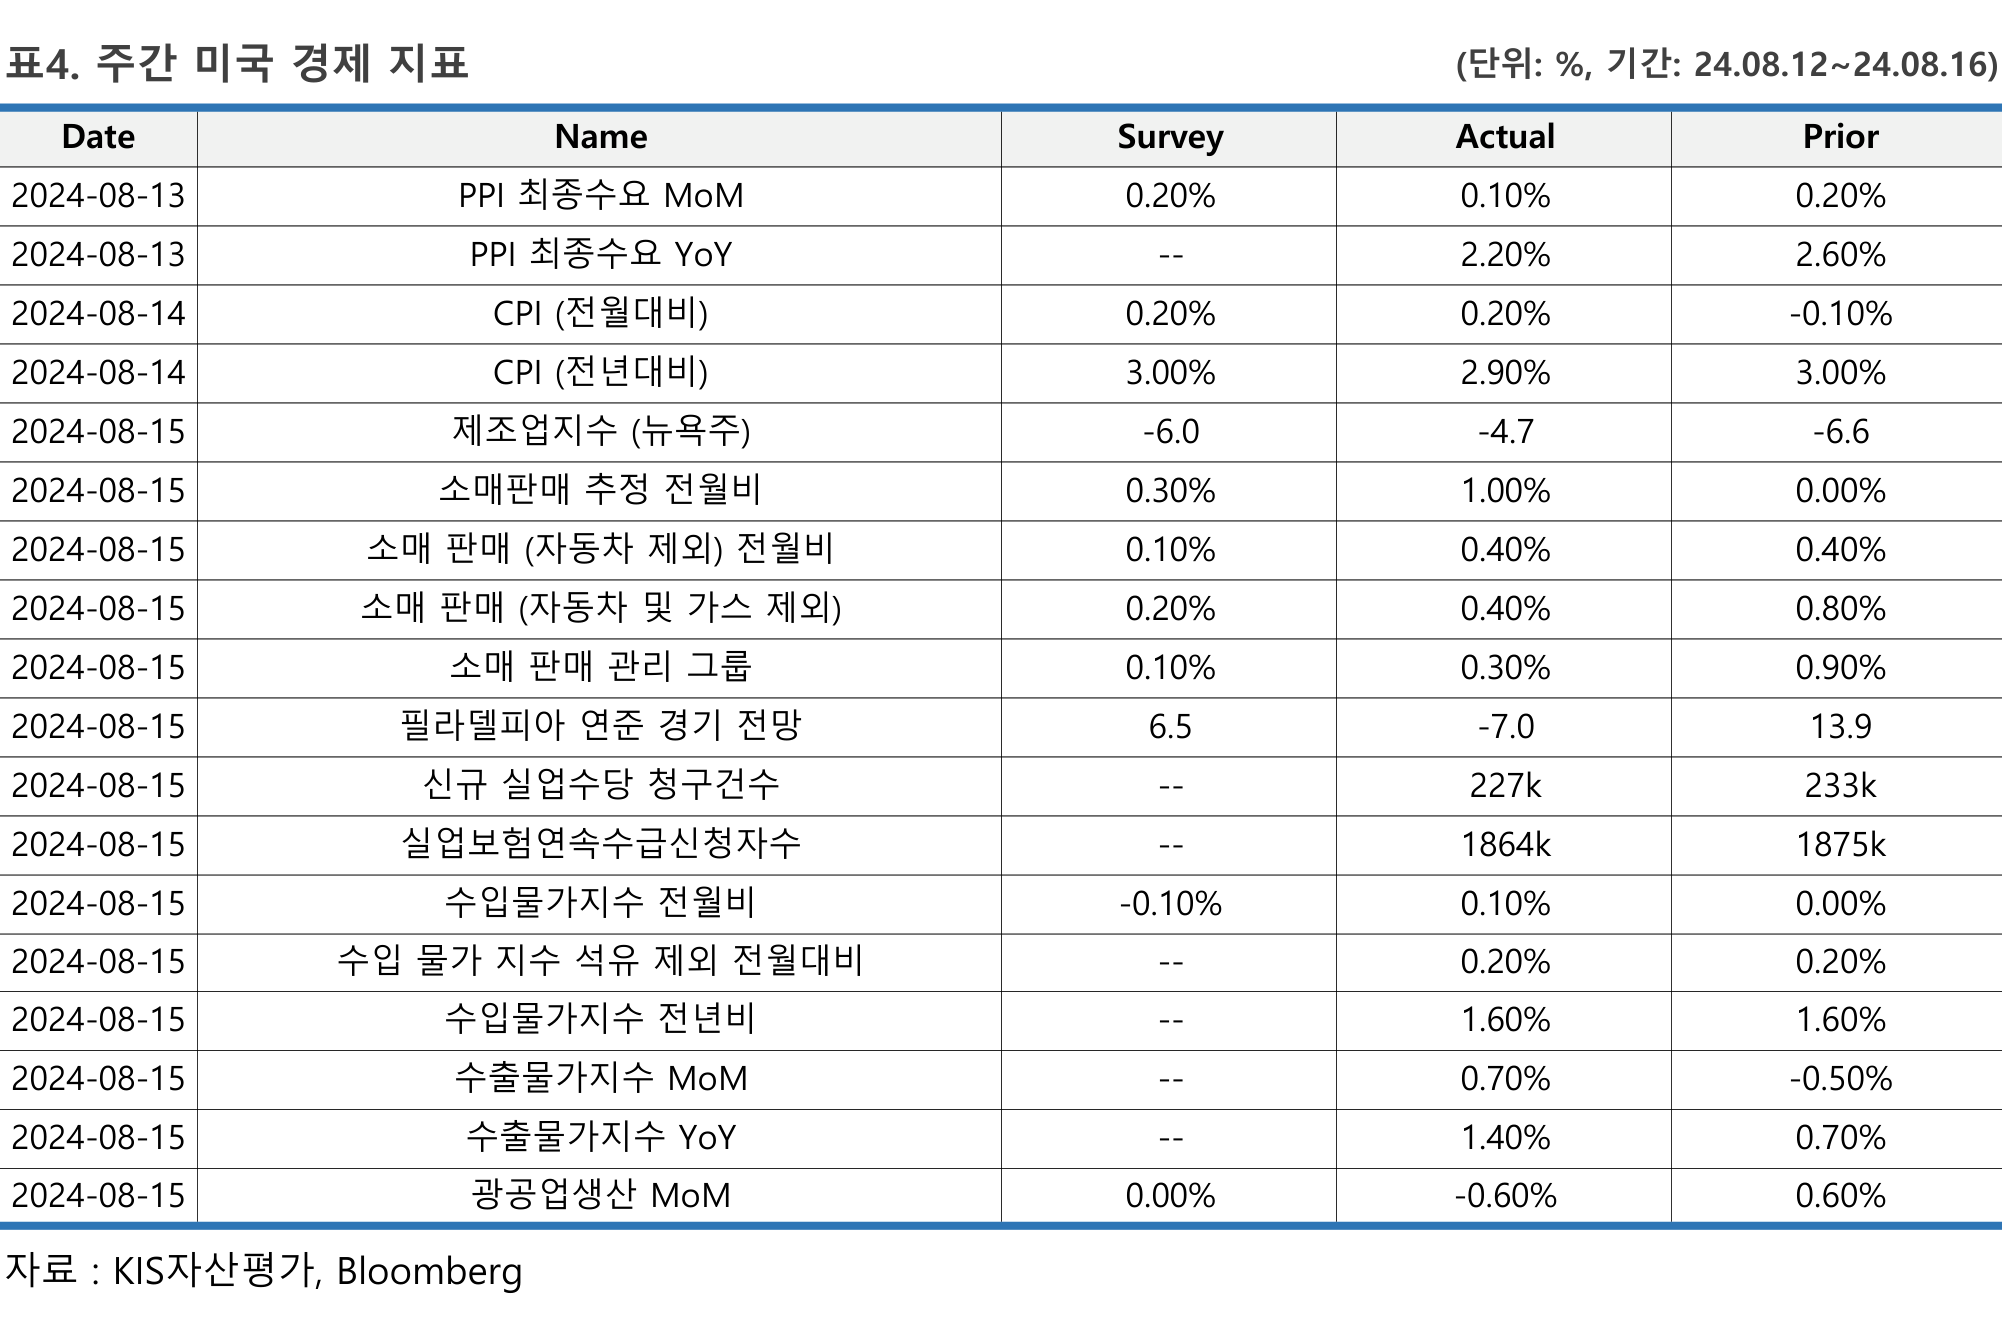 표4. 주간 미국 경제 지표 (단위: %, 기간: 24.08.12~24.08.16)
Date Name Survey Actual Prior
2024-08-13 PPI 최종수요 MoM 0.20% 0.10% 0.20%
2024-08-13 PPI 최종수요 YoY -- 2.20% 2.60%
2024-08-14 CPI (전월대비) 0.20% 0.20% -0.10%
2024-08-14 CPI (전년대비) 3.00% 2.90% 3.00%
2024-08-15 제조업지수 (뉴욕주) -6.0 -4.7 -6.6
2024-08-15 소매판매 추정 전월비 0.30% 1.00% 0.00%
2024-08-15 소매 판매 (자동차 제외) 전월비 0.10% 0.40% 0.40%
2024-08-15 소매 판매 (자동차 및 가스 제외) 0.20% 0.40% 0.80%
2024-08-15 소매 판매 관리 그룹 0.10% 0.30% 0.90%
2024-08-15 필라델피아 연준 경기 전망 6.5 -7.0 13.9
2024-08-15 신규 실업수당 청구건수 -- 227k 233k
2024-08-15 실업보험연속수급신청자수 -- 1864k 1875k
2024-08-15 수입물가지수 전월비 -0.10% 0.10% 0.00%
2024-08-15 수입 물가 지수 석유 제외 전월대비 -- 0.20% 0.20%
2024-08-15 수입물가지수 전년비 -- 1.60% 1.60%
2024-08-15 수출물가지수 MoM -- 0.70% -0.50%
2024-08-15 수출물가지수 YoY -- 1.40% 0.70%
2024-08-15 광공업생산 MoM 0.00% -0.60% 0.60%
자료 : KIS자산평가, Bloomberg